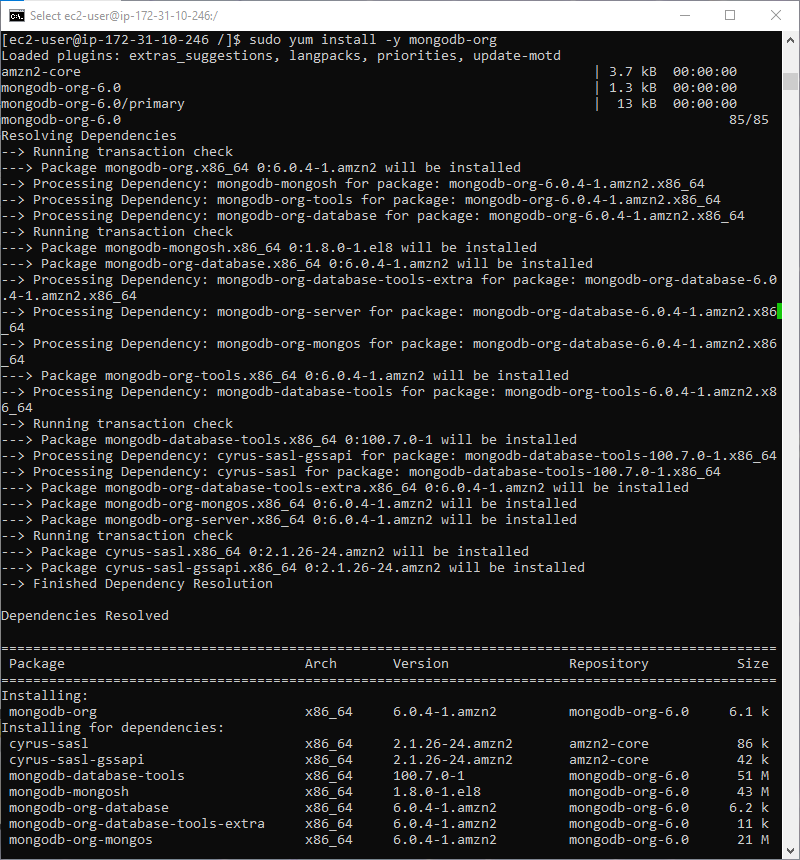 Select ec2-user@ip-172-31-10-246:/
[ec2-user@ip-172-31-10-246 /]$ sudo yum install -y mongodb-org
Loaded plugins: extras_suggestions, langpacks, priorities, update-motd
amzn2-core | 3.7 kB 00:00:00
mongodb-org-6.0 | 1.3 kB 00:00:00
mongodb-org-6.0/primary | 13 kB 00:00:00
mongodb-org-6.0 85/85
Resolving Dependencies
--> Running transaction check
---> Package mongodb-org.x86_64 0:6.0.4-1.amzn2 will be installed
--> Processing Dependency: mongodb-mongosh for package: mongodb-org-6.0.4-1.amzn2.x86_64
--> Processing Dependency: mongodb-org-tools for package: mongodb-org-6.0.4-1.amzn2.x86_64
--> Processing Dependency: mongodb-org-database for package: mongodb-org-6.0.4-1.amzn2.x86_64
--> Running transaction check
---> Package mongodb-mongosh.x86_64 0:1.8.0-1.el8 will be installed
---> Package mongodb-org-database.x86_64 0:6.0.4-1.amzn2 will be installed
--> Processing Dependency: mongodb-org-database-tools-extra for package: mongodb-org-database-6.0
.4-1.amzn2.x86_64
--> Processing Dependency: mongodb-org-server for package: mongodb-org-database-6.0.4-1.amzn2.x86
_64
--> Processing Dependency: mongodb-org-mongos for package: mongodb-org-database-6.0.4-1.amzn2.x86
_64
---> Package mongodb-org-tools.x86_64 0:6.0.4-1.amzn2 will be installed
--> Processing Dependency: mongodb-database-tools for package: mongodb-org-tools-6.0.4-1.amzn2.x8
6_64
--> Running transaction check
---> Package mongodb-database-tools.x86_64 0:100.7.0-1 will be installed
--> Processing Dependency: cyrus-sasl-gssapi for package: mongodb-database-tools-100.7.0-1.x86_64
--> Processing Dependency: cyrus-sasl for package: mongodb-database-tools-100.7.0-1.x86_64
---> Package mongodb-org-database-tools-extra.x86_64 0:6.0.4-1.amzn2 will be installed
---> Package mongodb-org-mongos.x86_64 0:6.0.4-1.amzn2 will be installed
---> Package mongodb-org-server.x86_64 0:6.0.4-1.amzn2 will be installed
--> Running transaction check
---> Package cyrus-sasl.x86_64 0:2.1.26-24.amzn2 will be installed
---> Package cyrus-sasl-gssapi.x86_64 0:2.1.26-24.amzn2 will be installed
--> Finished Dependency Resolution
Dependencies Resolved
=================================================================================================
Package Arch Version Repository Size
=================================================================================================
Installing:
mongodb-org x86_64 6.0.4-1.amzn2 mongodb-org-6.0 6.1 k
Installing for dependencies:
cyrus-sasl x86_64 2.1.26-24.amzn2 amzn2-core 86 k
cyrus-sasl-gssapi x86_64 2.1.26-24.amzn2 amzn2-core 42 k
mongodb-database-tools x86_64 100.7.0-1 mongodb-org-6.0 51 M
mongodb-mongosh x86_64 1.8.0-1.el8 mongodb-org-6.0 43 M
mongodb-org-database x86_64 6.0.4-1.amzn2 mongodb-org-6.0 6.2 k
mongodb-org-database-tools-extra x86_64 6.0.4-1.amzn2 mongodb-org-6.0 11 k
mongodb-org-mongos x86_64 6.0.4-1.amzn2 mongodb-org-6.0 21 M